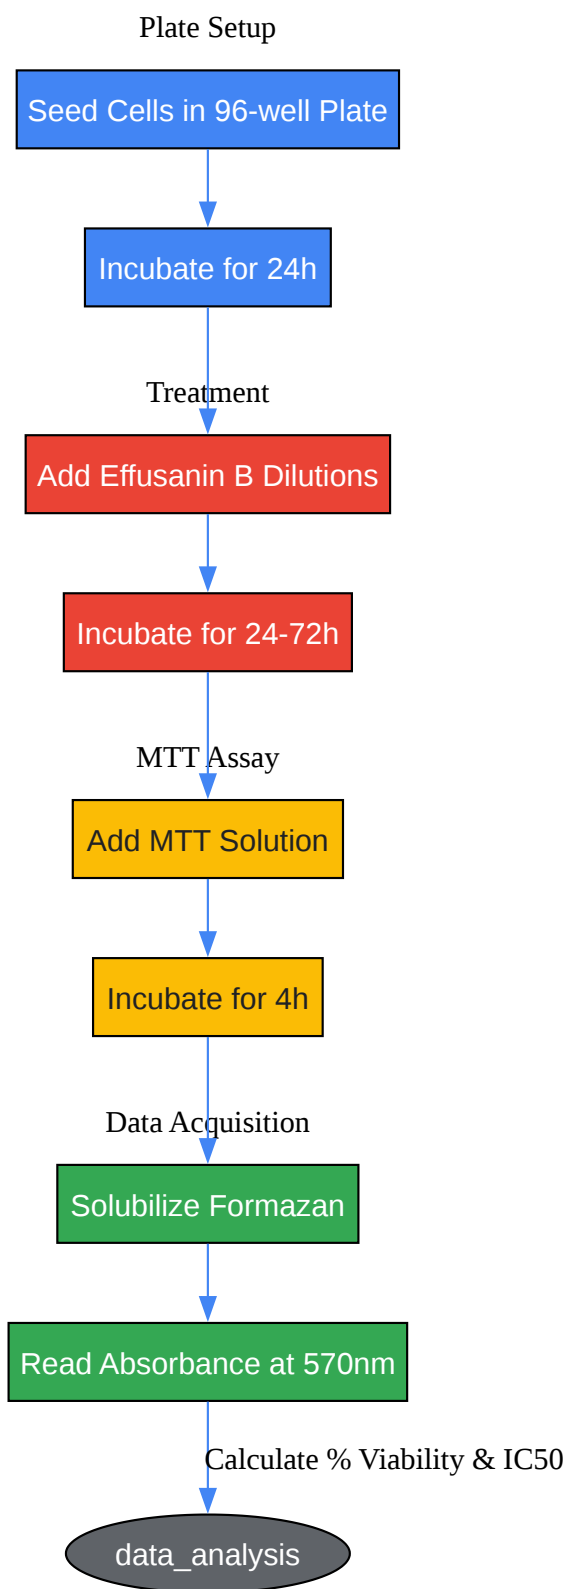 Plate Setup
Seed Cells in 96-well Plate
Incubate for 24h
Treatment
Add Effusanin B Dilutions
Incubate for 24-72h
MTT Assay
Add MTT Solution
Incubate for 4h
Data Acquisition
Solubilize Formazan
Read Absorbance at 570nm
Calculate % Viability & IC50
data_analysis